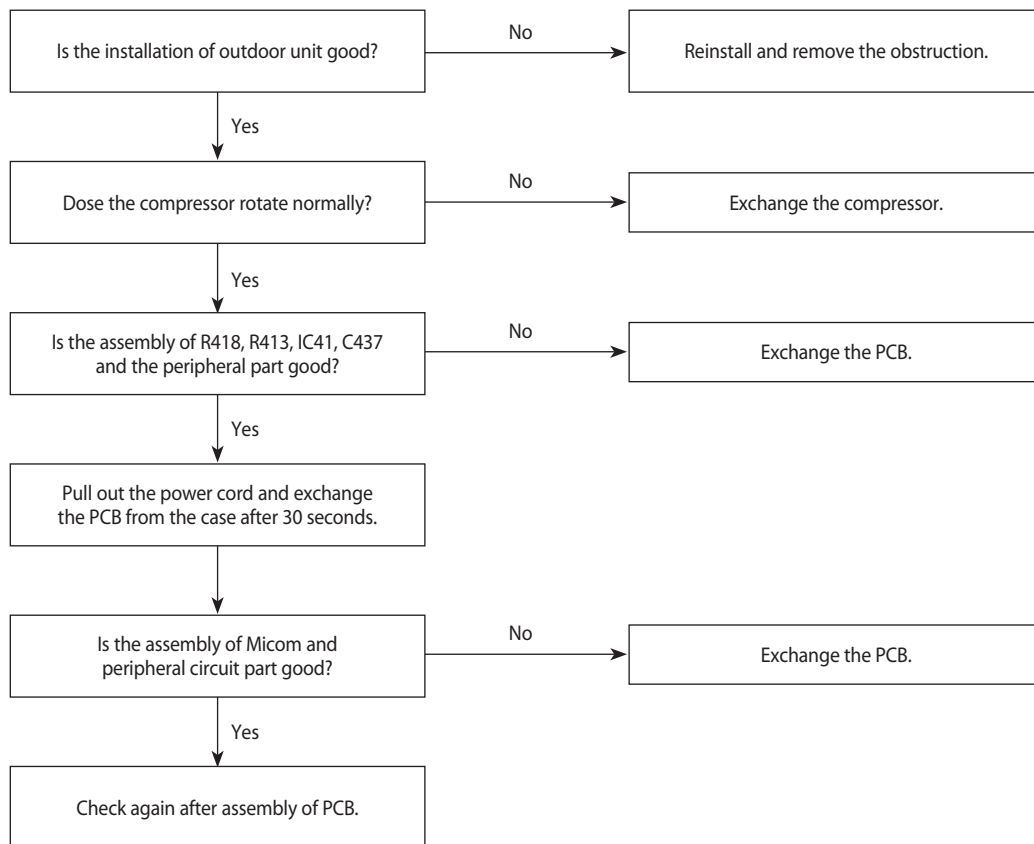 Is the installation of outdoor unit good?
No
Reinstall and remove the obstruction.
Yes
Dose the compressor rotate normally?
No
Exchange the compressor.
Yes
Is the assembly of R418, R413, IC41, C437
and the peripheral part good?
No
Exchange the PCB.
Yes
Pull out the power cord and exchange
the PCB from the case after 30 seconds.
Is the assembly of Micom and
peripheral circuit part good?
No
Exchange the PCB.
Yes
Check again after assembly of PCB.